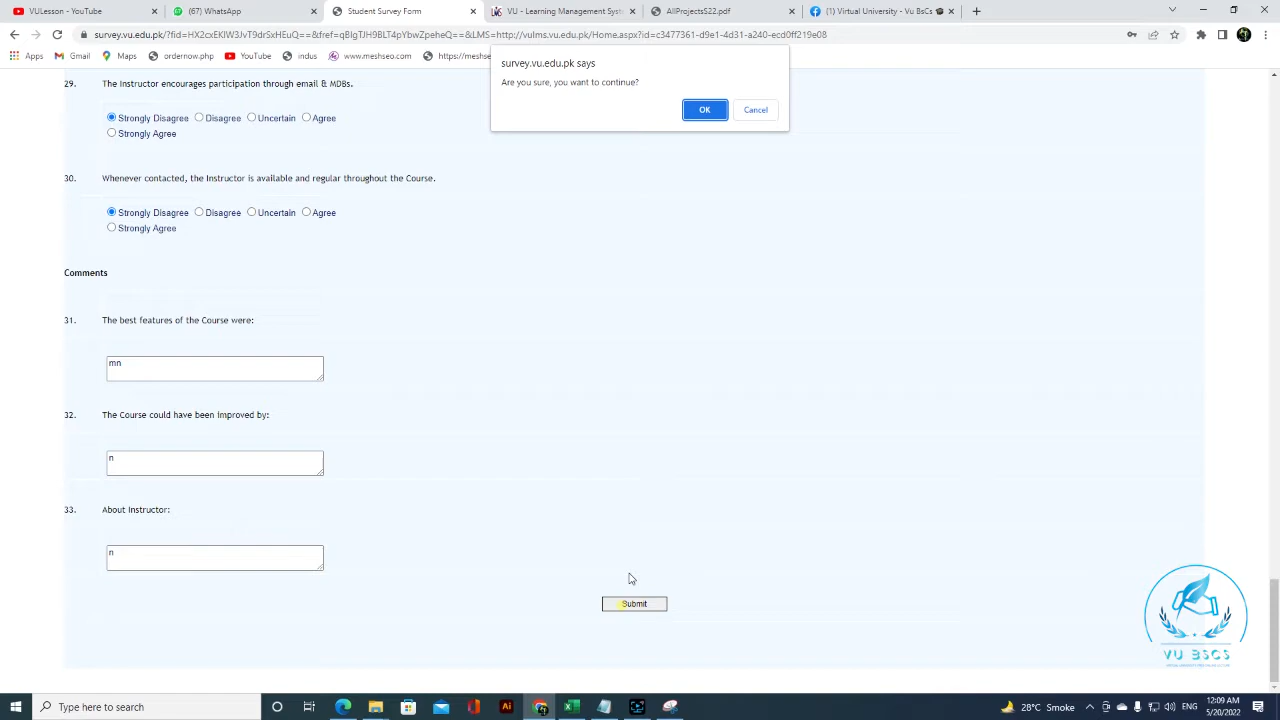 VULesson - YouTube
(67) WhatsApp
Student Survey Form
VU - Learning Management Syst
AllProjectsS22.pdf
(1) Virtual University - Vu BsCs
Apps
Gmail
Maps
ordernow.php
YouTube
indus
www.meshseo.com
survey.vu.edu.pk says
Are you sure, you want to continue?
OK
Cancel
29. The Instructor encourages participation through email & MDBs.
Strongly Disagree Disagree Uncertain Agree
Strongly Agree
30. Whenever contacted, the Instructor is available and regular throughout the Course.
Strongly Disagree Disagree Uncertain Agree
Strongly Agree
Comments
31. The best features of the Course were:
mn
32. The Course could have been improved by:
n
33. About Instructor:
n
Submit
VU BSCS
Type here to search
28°C Smoke
12:09 AM
5/20/2022